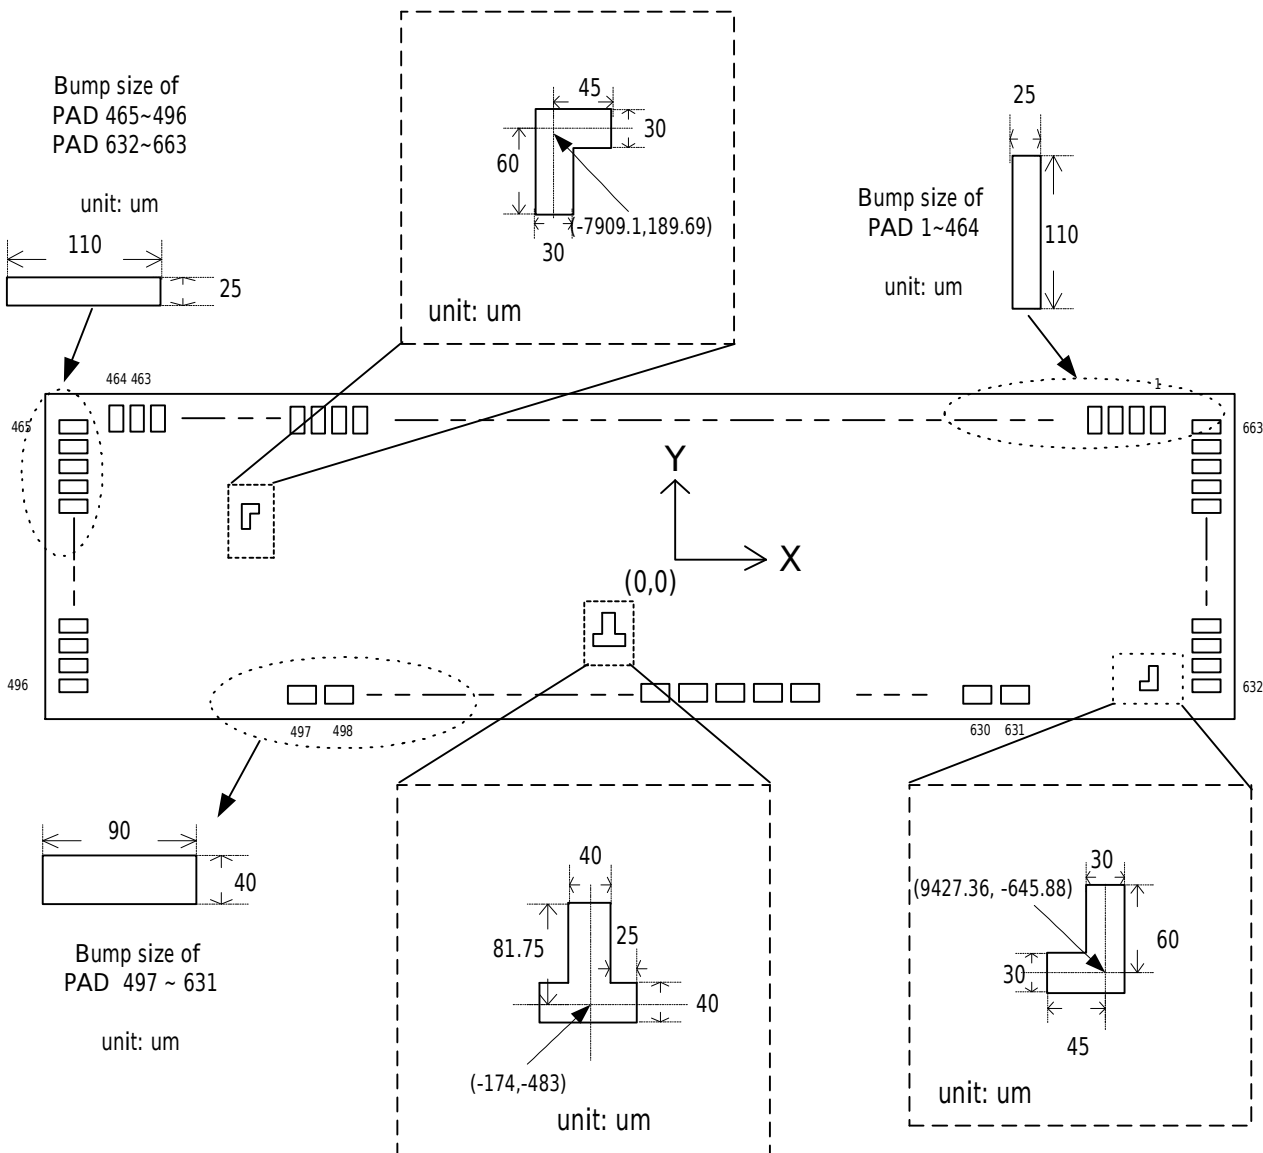 Bump size of
PAD 465~496
PAD 632~663
unit: um
110
25
45
30
60
(-7909.1,189.69)
30
unit: um
25
Bump size of
PAD 1~464
110
unit: um
464 463
1
465
663
Y
X
(0,0)
496
632
497
498
630
631
90
40
Bump size of
PAD 497 ~ 631
unit: um
40
81.75
25
40
(-174,-483)
unit: um
30
(9427.36, -645.88)
60
30
45
unit: um